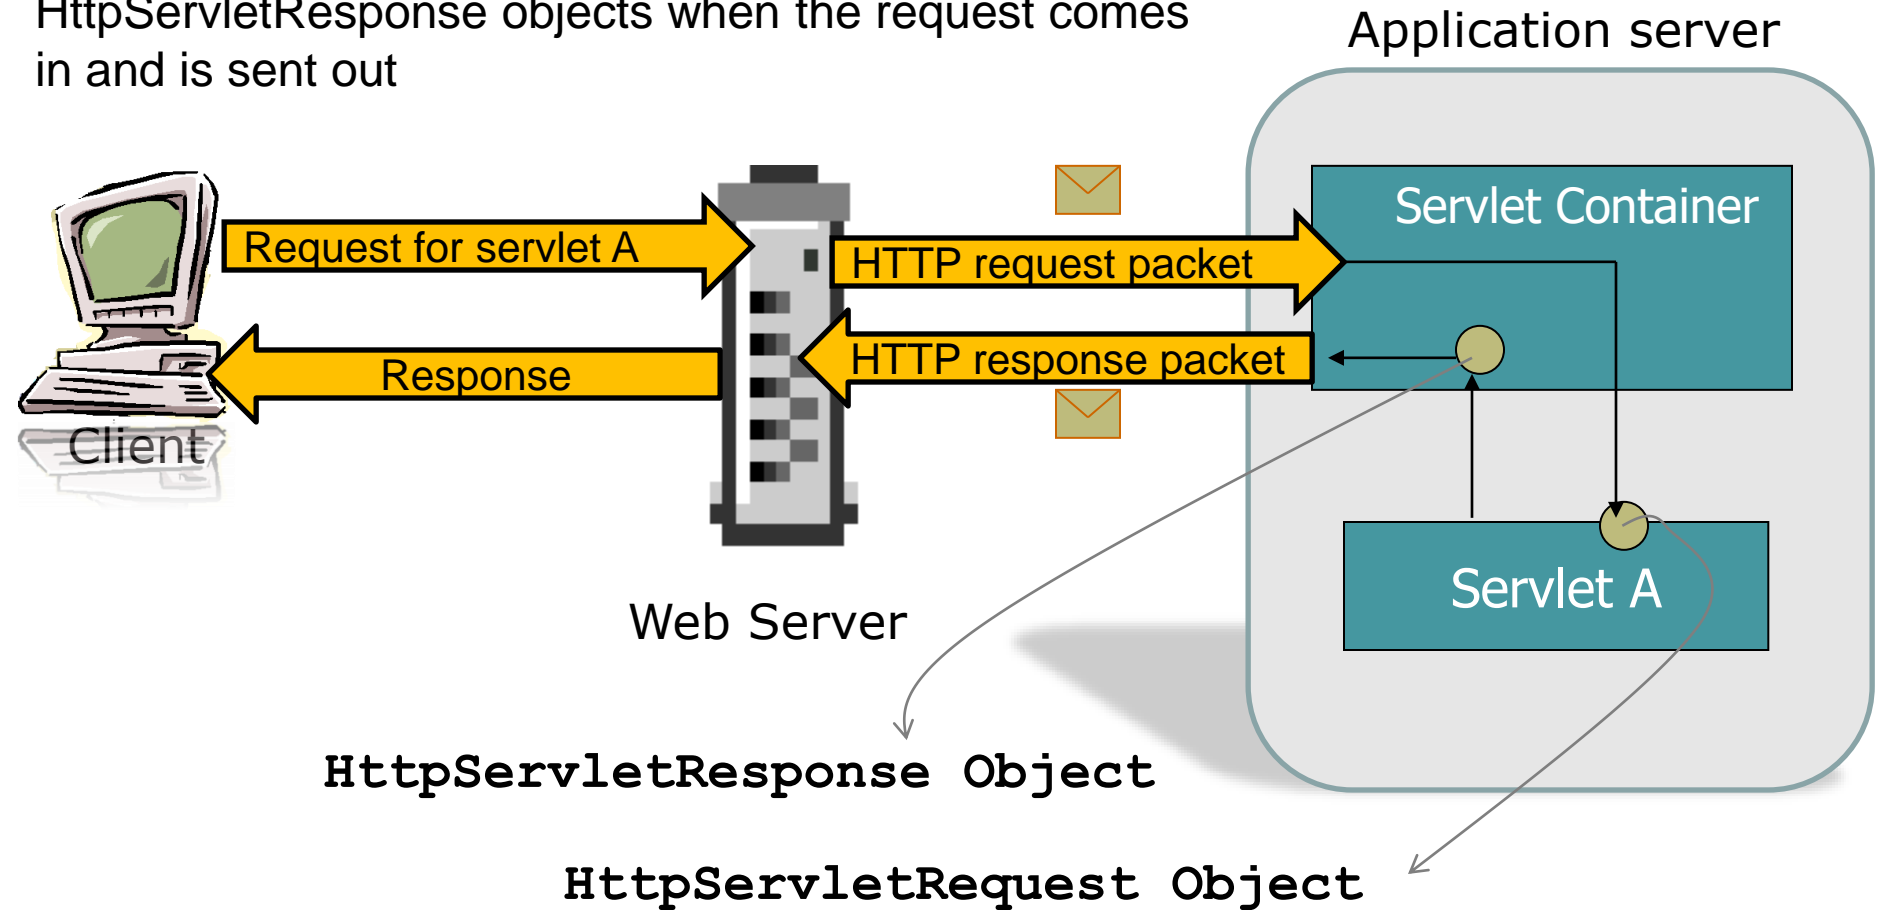 HttpServletResponse objects when the request comes
in and is sent out
Application server
Servlet Container
Request for servlet A
HTTP request packet
HTTP response packet
Response
Client
Servlet A
Web Server
HttpServletResponse Object
HttpServletRequest Object